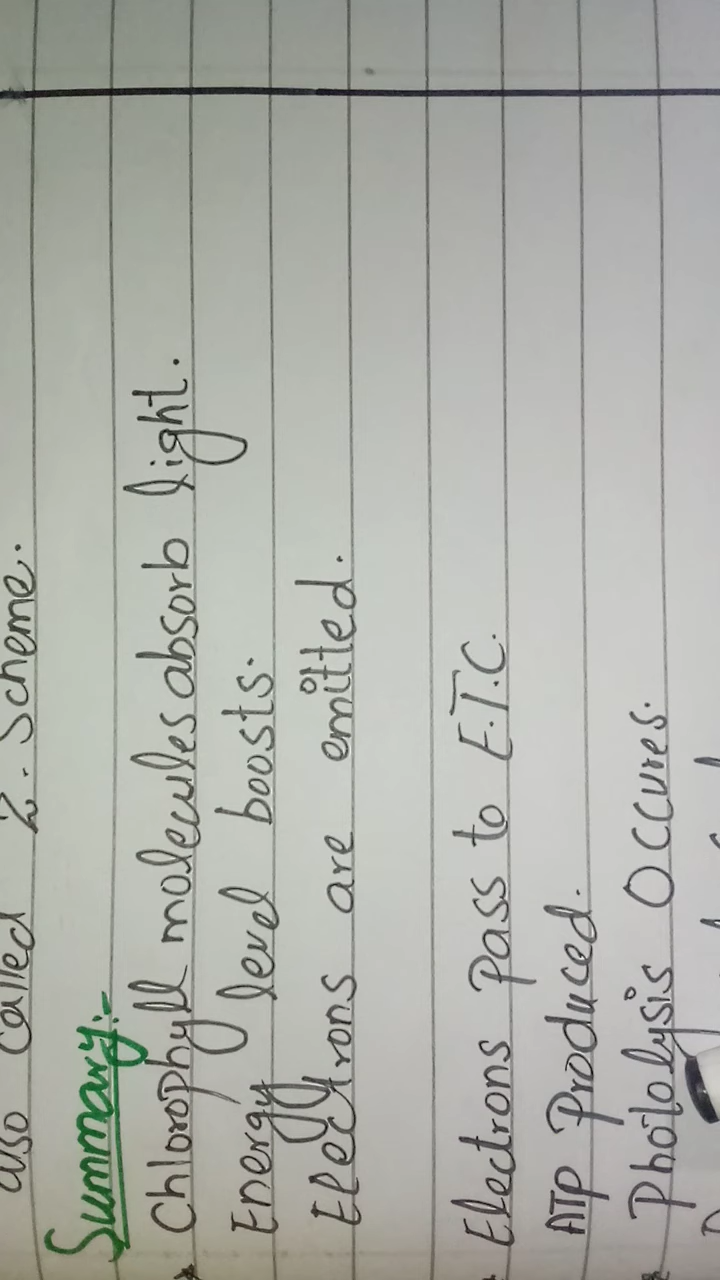 also called Z. Scheme.
Summary:-
Chlorophyll molecules absorb light.
Energy level boosts.
Electrons are emitted.
Electrons pass to E.T.C.
ATP Produced.
Photolysis Occures.